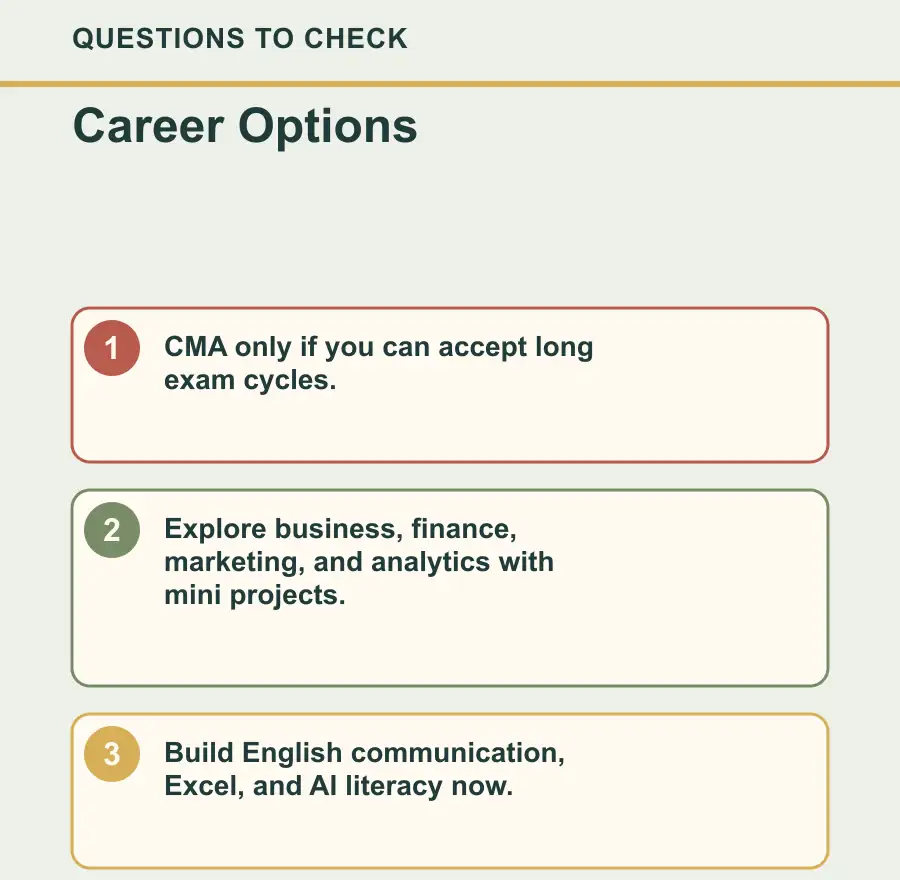 QUESTIONS TO CHECK
Career Options
1
CMA only if you can accept long
exam cycles.
2
Explore business, finance,
marketing, and analytics with
mini projects.
3
Build English communication,
Excel, and AI literacy now.